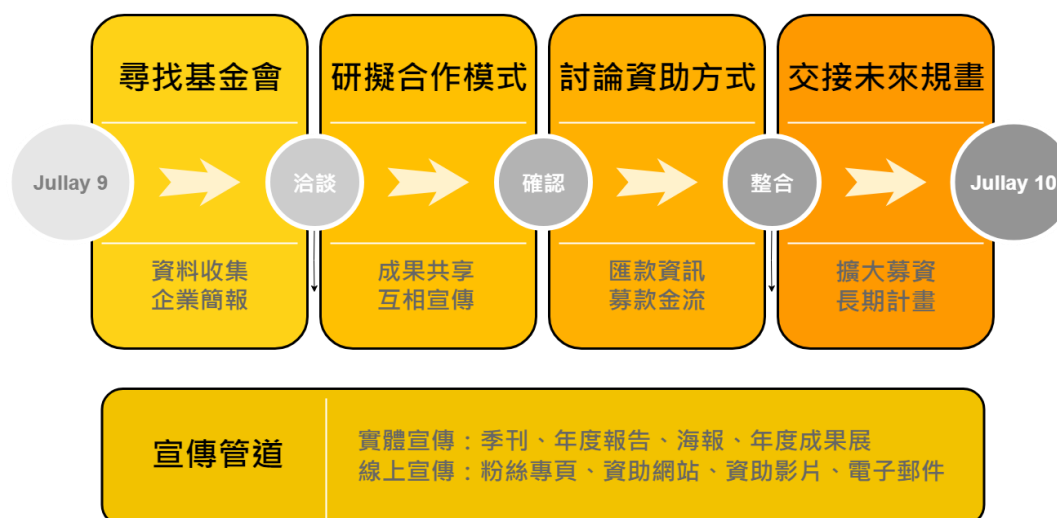 尋找基金會
研擬合作模式
討論資助方式
交接未來規畫
Jullay 9
洽談
確認
整合
Jullay 10
資料收集
企業簡報
成果共享
互相宣傳
匯款資訊
募款金流
擴大募資
長期計畫
宣傳管道
實體宣傳：季刊、年度報告、海報、年度成果展
線上宣傳：粉絲專頁、資助網站、資助影片、電子郵件